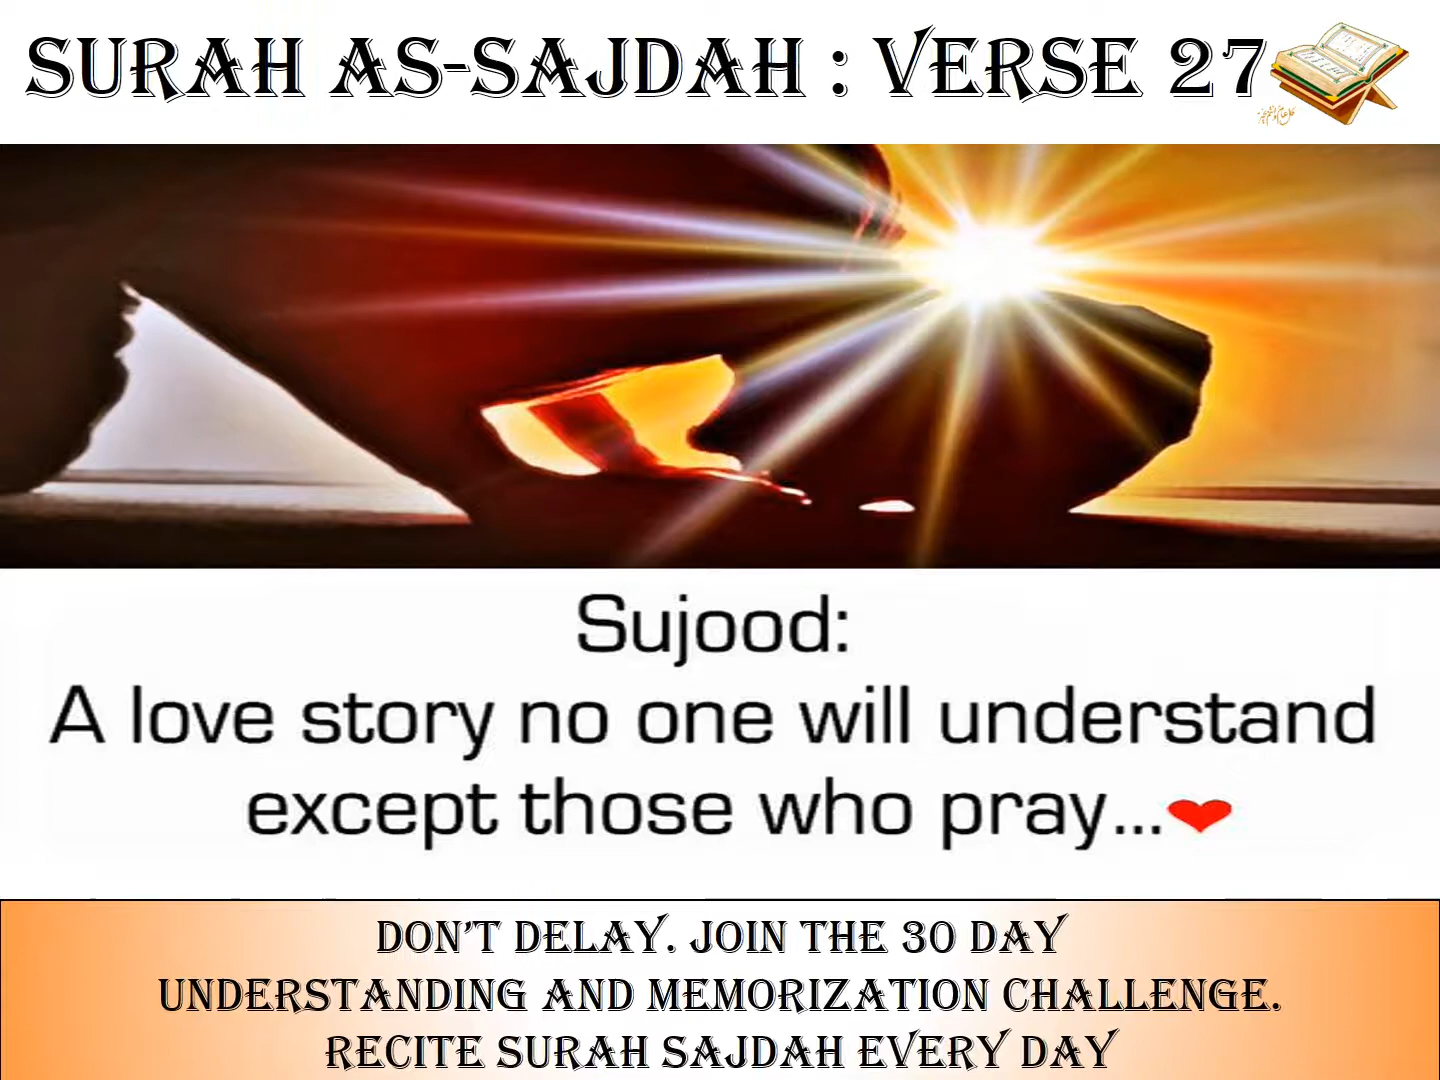 SURAH AS-SAJDAH : VERSE 27
Sujood:
A love story no one will understand
except those who pray...❤
DON'T DELAY. JOIN THE 30 DAY
UNDERSTANDING AND MEMORIZATION CHALLENGE.
RECITE SURAH SAJDAH EVERY DAY